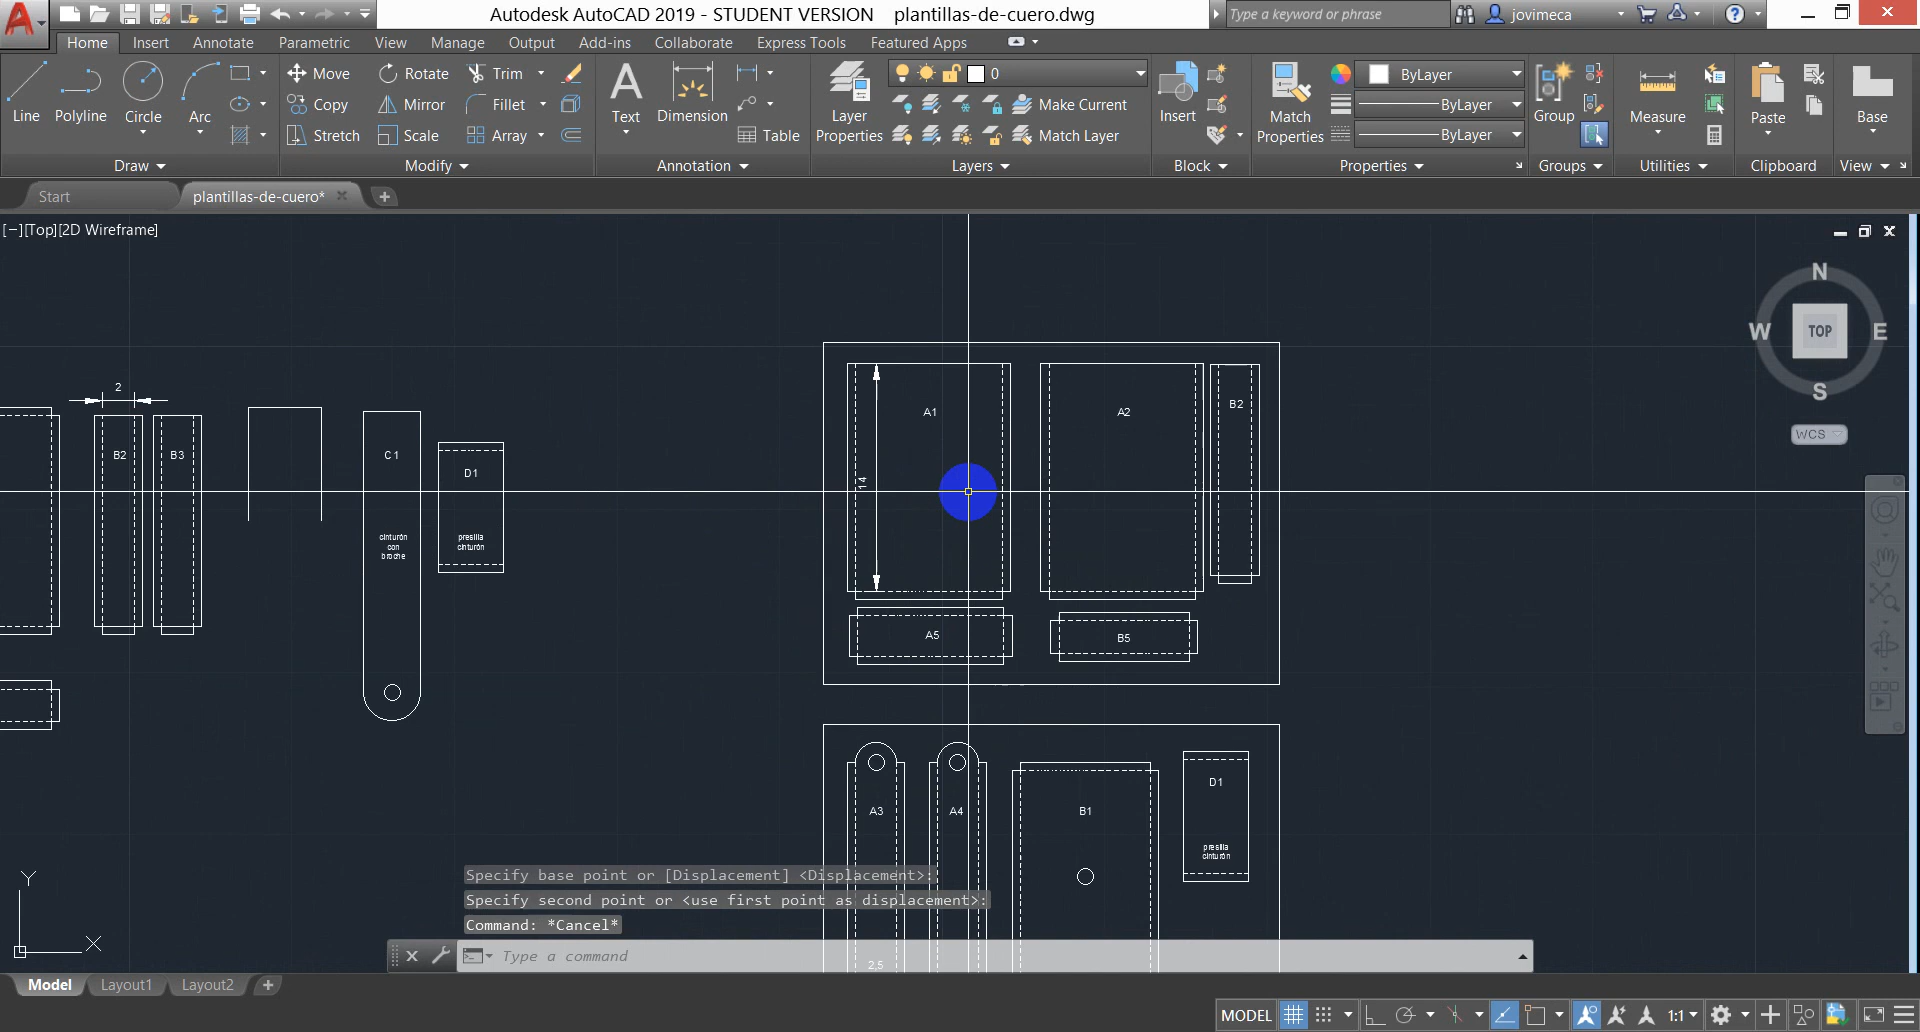 Autodesk AutoCAD 2019 - STUDENT VERSION plantillas-de-cuero.dwg
Type a keyword or phrase
jovimeca
Home Insert Annotate Parametric View Manage Output Add-ins Collaborate Express Tools Featured Apps
Line
Polyline
Circle
Arc
Draw
Move Rotate Trim
Copy Mirror Fillet
Stretch Scale Array
Modify
Text
Dimension
Table
Annotation
Layer
Properties
0
Make Current
Match Layer
Layers
Insert
Block
Match
Properties
ByLayer
ByLayer
ByLayer
Properties
Group
Groups
Measure
Utilities
Paste
Clipboard
Base
View
Start plantillas-de-cuero*
[−][Top][2D Wireframe]
N
W TOP E
S
WCS
2
B2 B3
C1
D1
cinturón
con
broche
presilla
cinturón
A1 A2 B2
14
A5 B5
A3 A4 B1 D1
presilla
cinturón
2,5
Y
X
Specify base point or [Displacement] <Displacement>:
Specify second point or <use first point as displacement>:
Command: *Cancel*
Type a command
Model Layout1 Layout2
MODEL 1:1